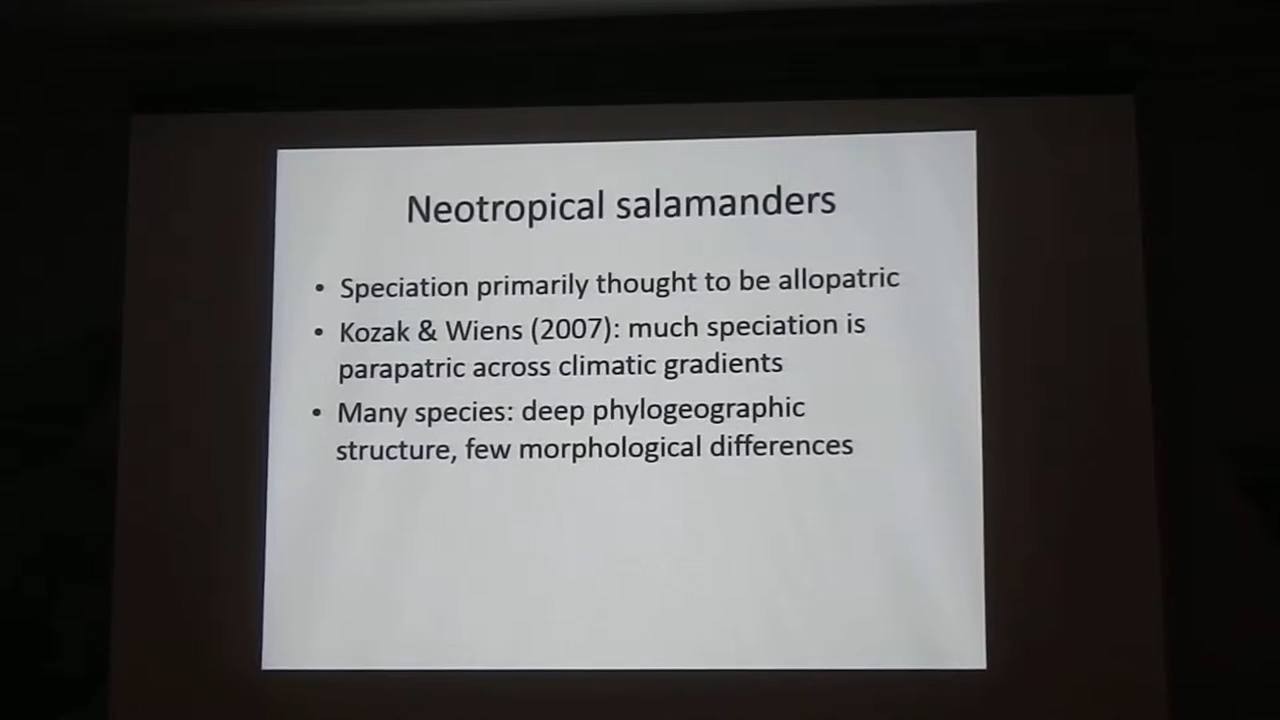 Neotropical salamanders
• Speciation primarily thought to be allopatric
• Kozak & Wiens (2007): much speciation is
parapatric across climatic gradients
• Many species: deep phylogeographic
structure, few morphological differences